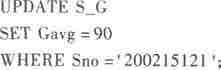 UPDATE S_G
SET Gavg = 90
WHERE Sno = '200215121';